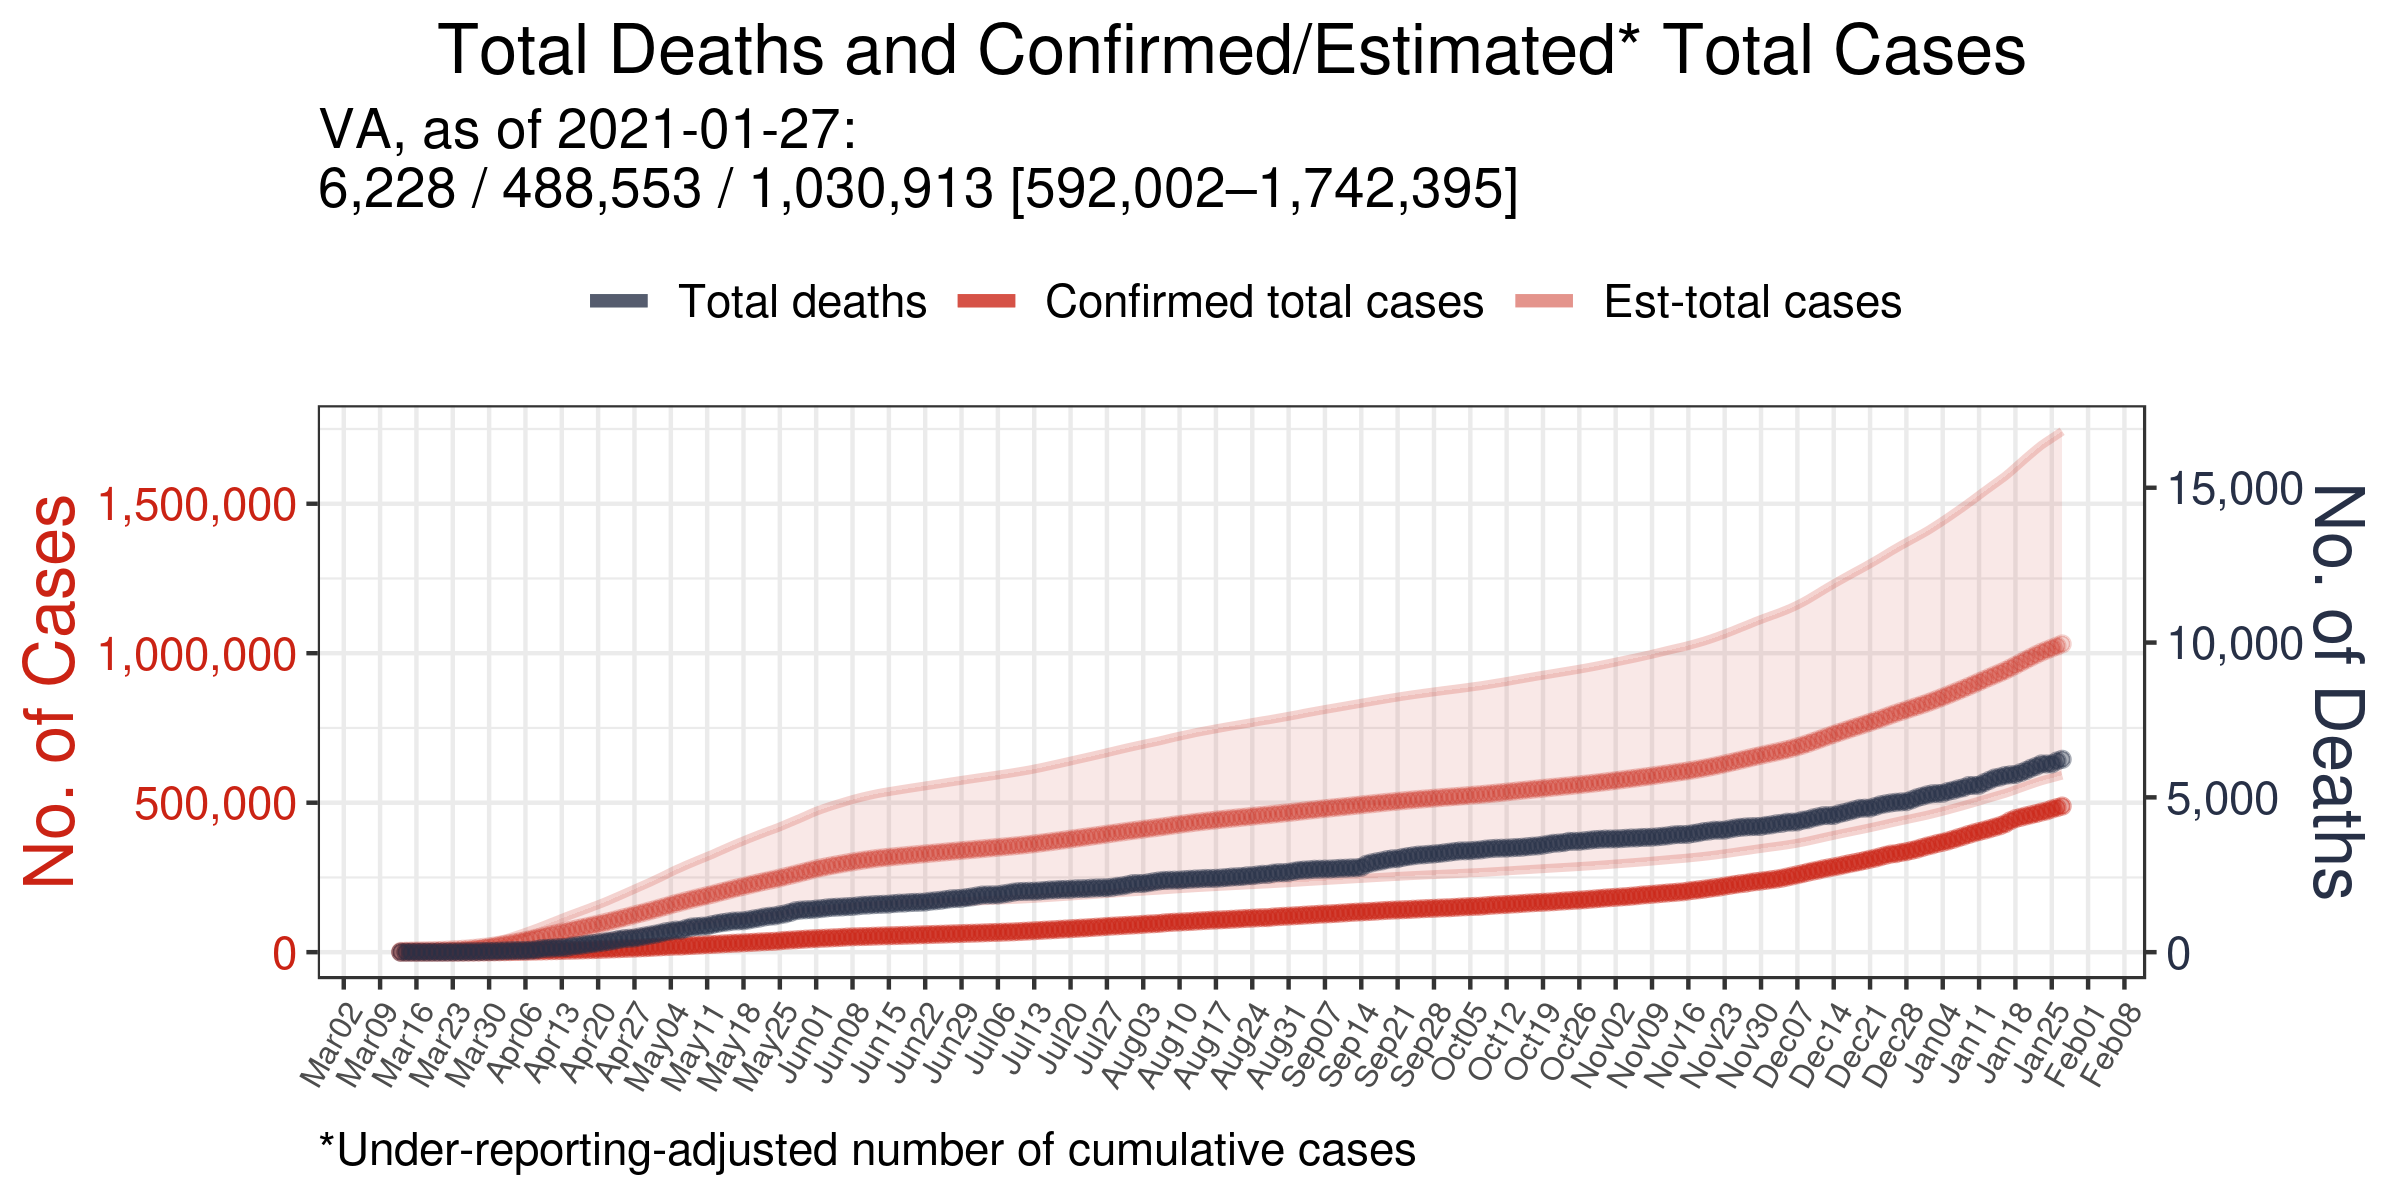 Total Deaths and Confirmed/Estimated* Total Cases
VA, as of 2021-01-27:
6,228 / 488,553 / 1,030,913 [592,002–1,742,395]
Total deaths
Confirmed total cases
Est-total cases
No. of Cases
1,500,000
1,000,000
500,000
0
15,000
10,000
5,000
0
No. of Deaths
Mar02
Mar09
Mar16
Mar23
Mar30
Apr06
Apr13
Apr20
Apr27
May04
May11
May18
May25
Jun01
Jun08
Jun15
Jun22
Jun29
Jul06
Jul13
Jul20
Jul27
Aug03
Aug10
Aug17
Aug24
Aug31
Sep07
Sep14
Sep21
Sep28
Oct05
Oct12
Oct19
Oct26
Nov02
Nov09
Nov16
Nov23
Nov30
Dec07
Dec14
Dec21
Dec28
Jan04
Jan11
Jan18
Jan25
Feb01
Feb08
*Under-reporting-adjusted number of cumulative cases